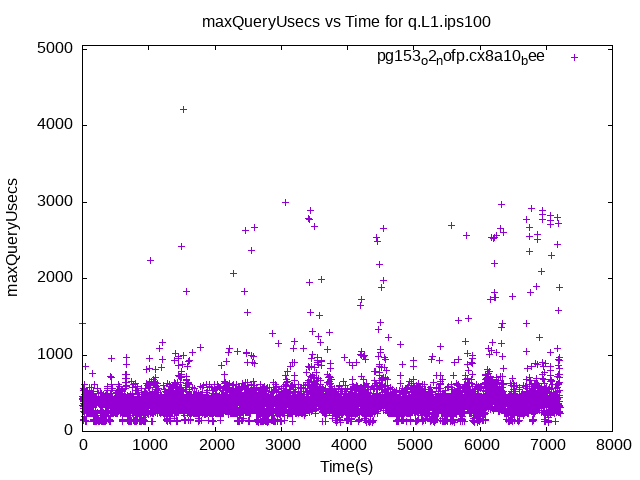 maxQueryUsecs vs Time for q.L1.ips100
pg153o2nofp.cx8a10bee
maxQueryUsecs
5000
4000
3000
2000
1000
0
0 1000 2000 3000 4000 5000 6000 7000 8000
Time(s)